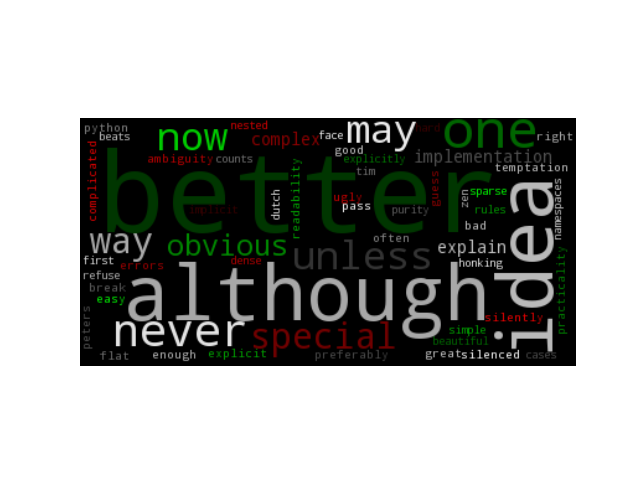 python
beats
now
nested
complex
face
may
hard
one
right
good
complicated
ambiguity
counts
explicitly
implementation
tim
temptation
better
readability
implicit
dutch
ugly
pass
guess
purity
zen
sparse
rules
idea
namespaces
way
obvious
unless
often
bad
explain
first
errors
dense
honking
refuse
break
easy
although
practicality
peters
never
special
silently
simple
beautiful
flat
enough
explicit
preferably
great
silenced
cases